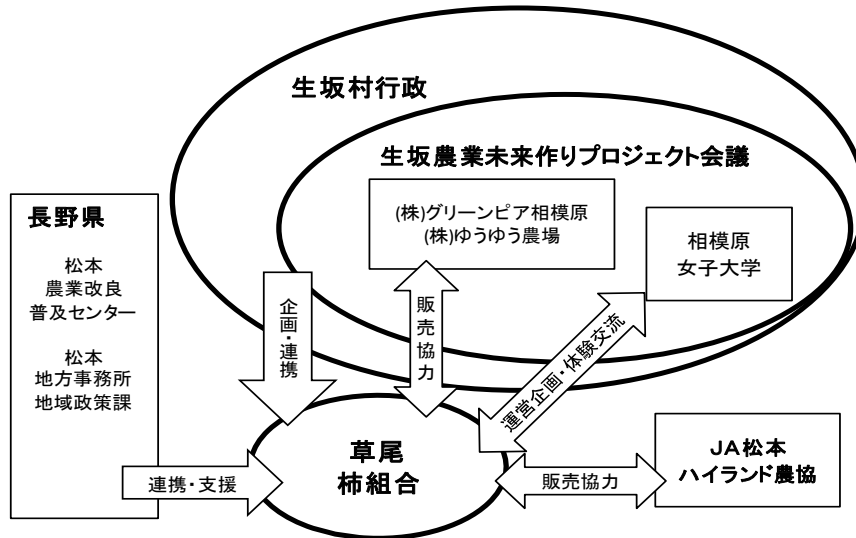 生坂村行政
生坂農業未来作りプロジェクト会議
(株)グリーンピア相模原
(株)ゆうゆう農場
相模原
女子大学
長野県
松本
農業改良
普及センター
松本
地方事務所
地域政策課
企画・連携
販売協力
運営企画・体験交流
草尾
柿組合
連携・支援
販売協力
JA松本
ハイランド農協